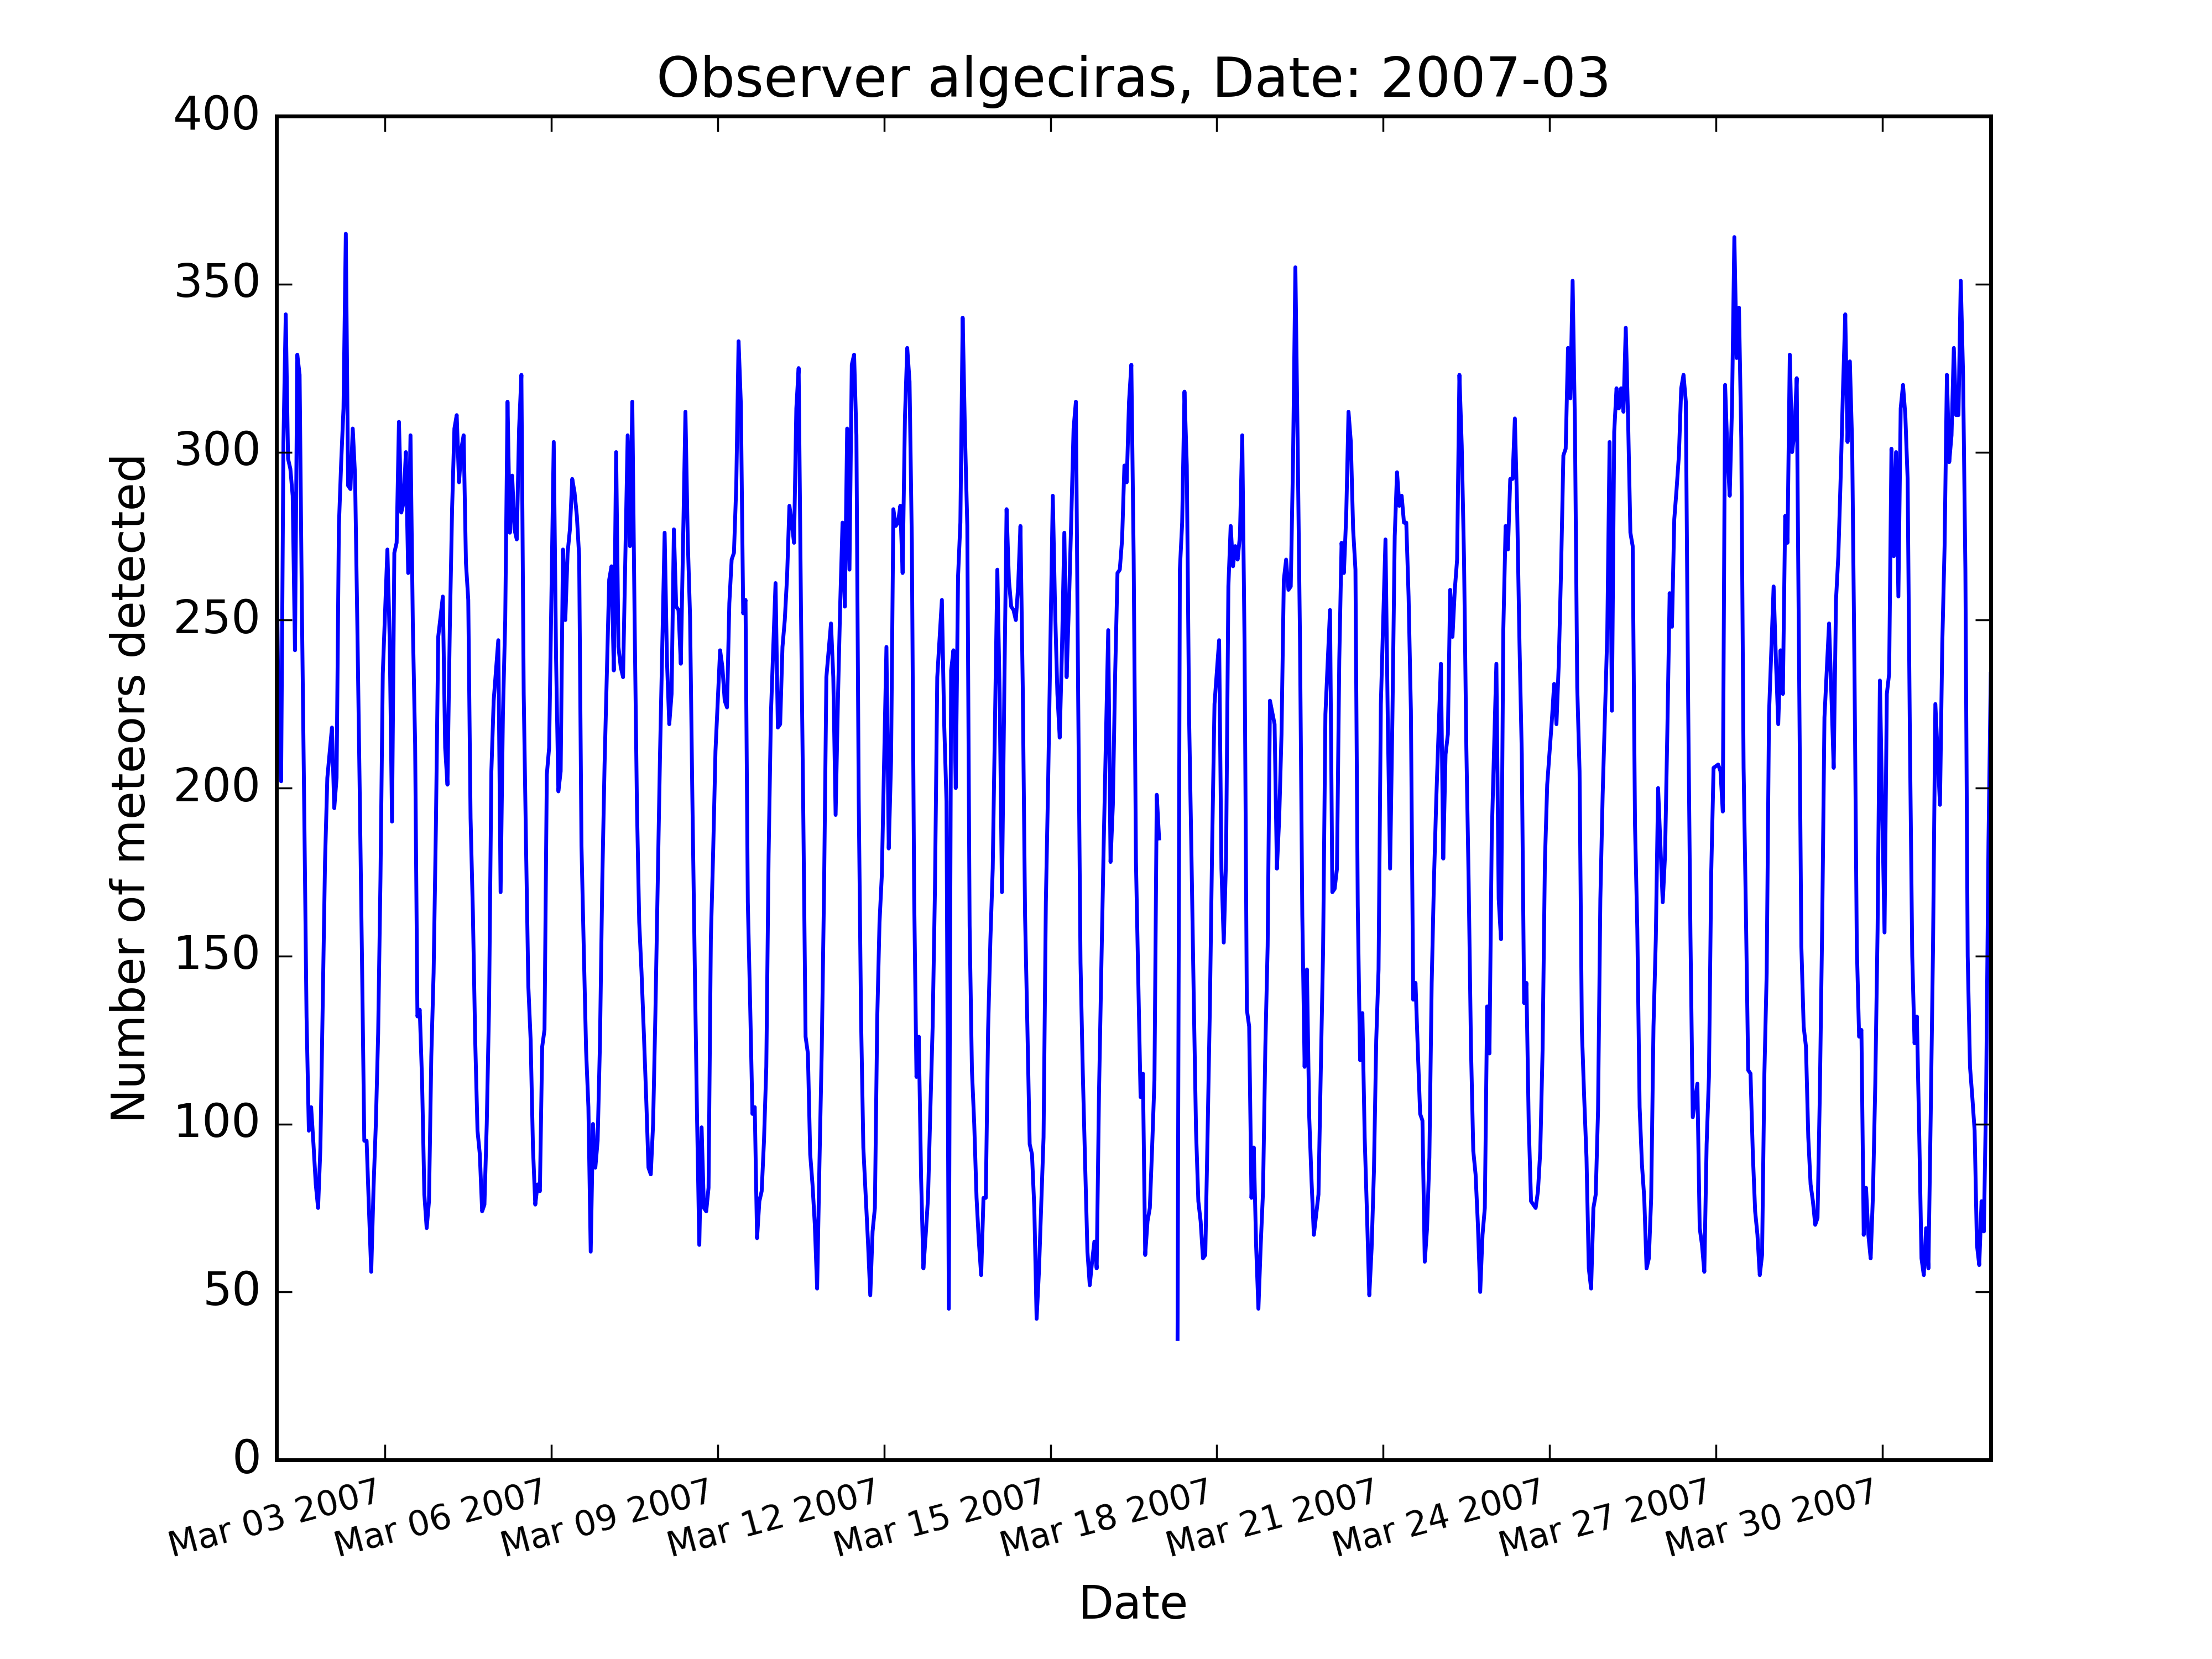 Observer algeciras, Date: 2007-03
400
350
300
250
200
150
100
50
0
Number of meteors detected
Mar 03 2007
Mar 06 2007
Mar 09 2007
Mar 12 2007
Mar 15 2007
Mar 18 2007
Mar 21 2007
Mar 24 2007
Mar 27 2007
Mar 30 2007
Date